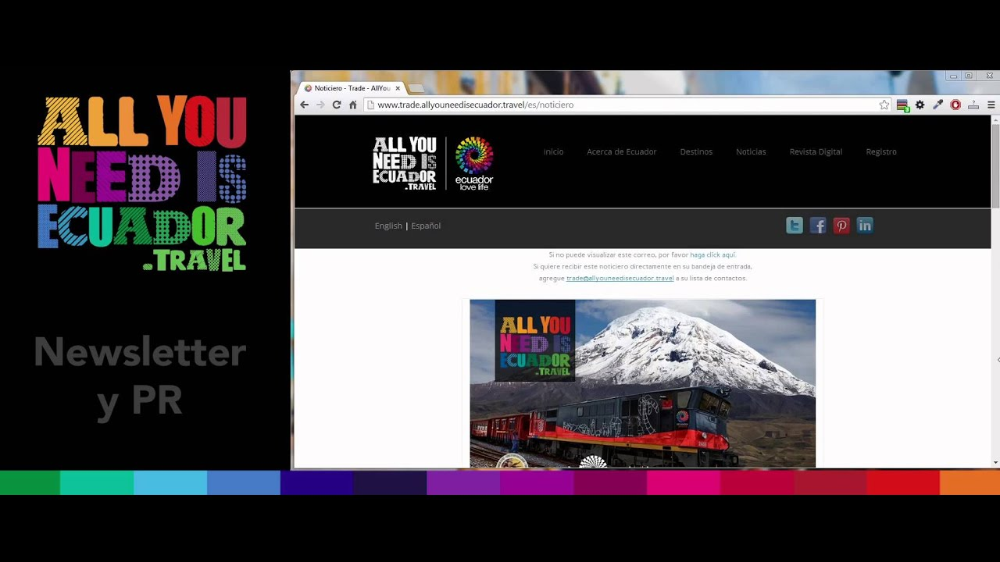 ALL YOU
NEED IS
ECUADOR
.TRAVEL
Newsletter
y PR
Noticiero - Trade - AllYou
www.trade.allyouneedisecuador.travel/es/noticiero
ALL YOU
NEED IS
ECUADOR
.TRAVEL
ecuador
love life
Inicio
Acerca de Ecuador
Destinos
Noticias
Revista Digital
Registro
English | Español
Si no puede visualizar este correo, por favor haga click aquí.
Si quiere recibir este noticiero directamente en su bandeja de entrada,
agregue trade@allyouneedisecuador.travel a su lista de contactos.
ALL YOU
NEED IS
ECUADOR
.TRAVEL
ecuador